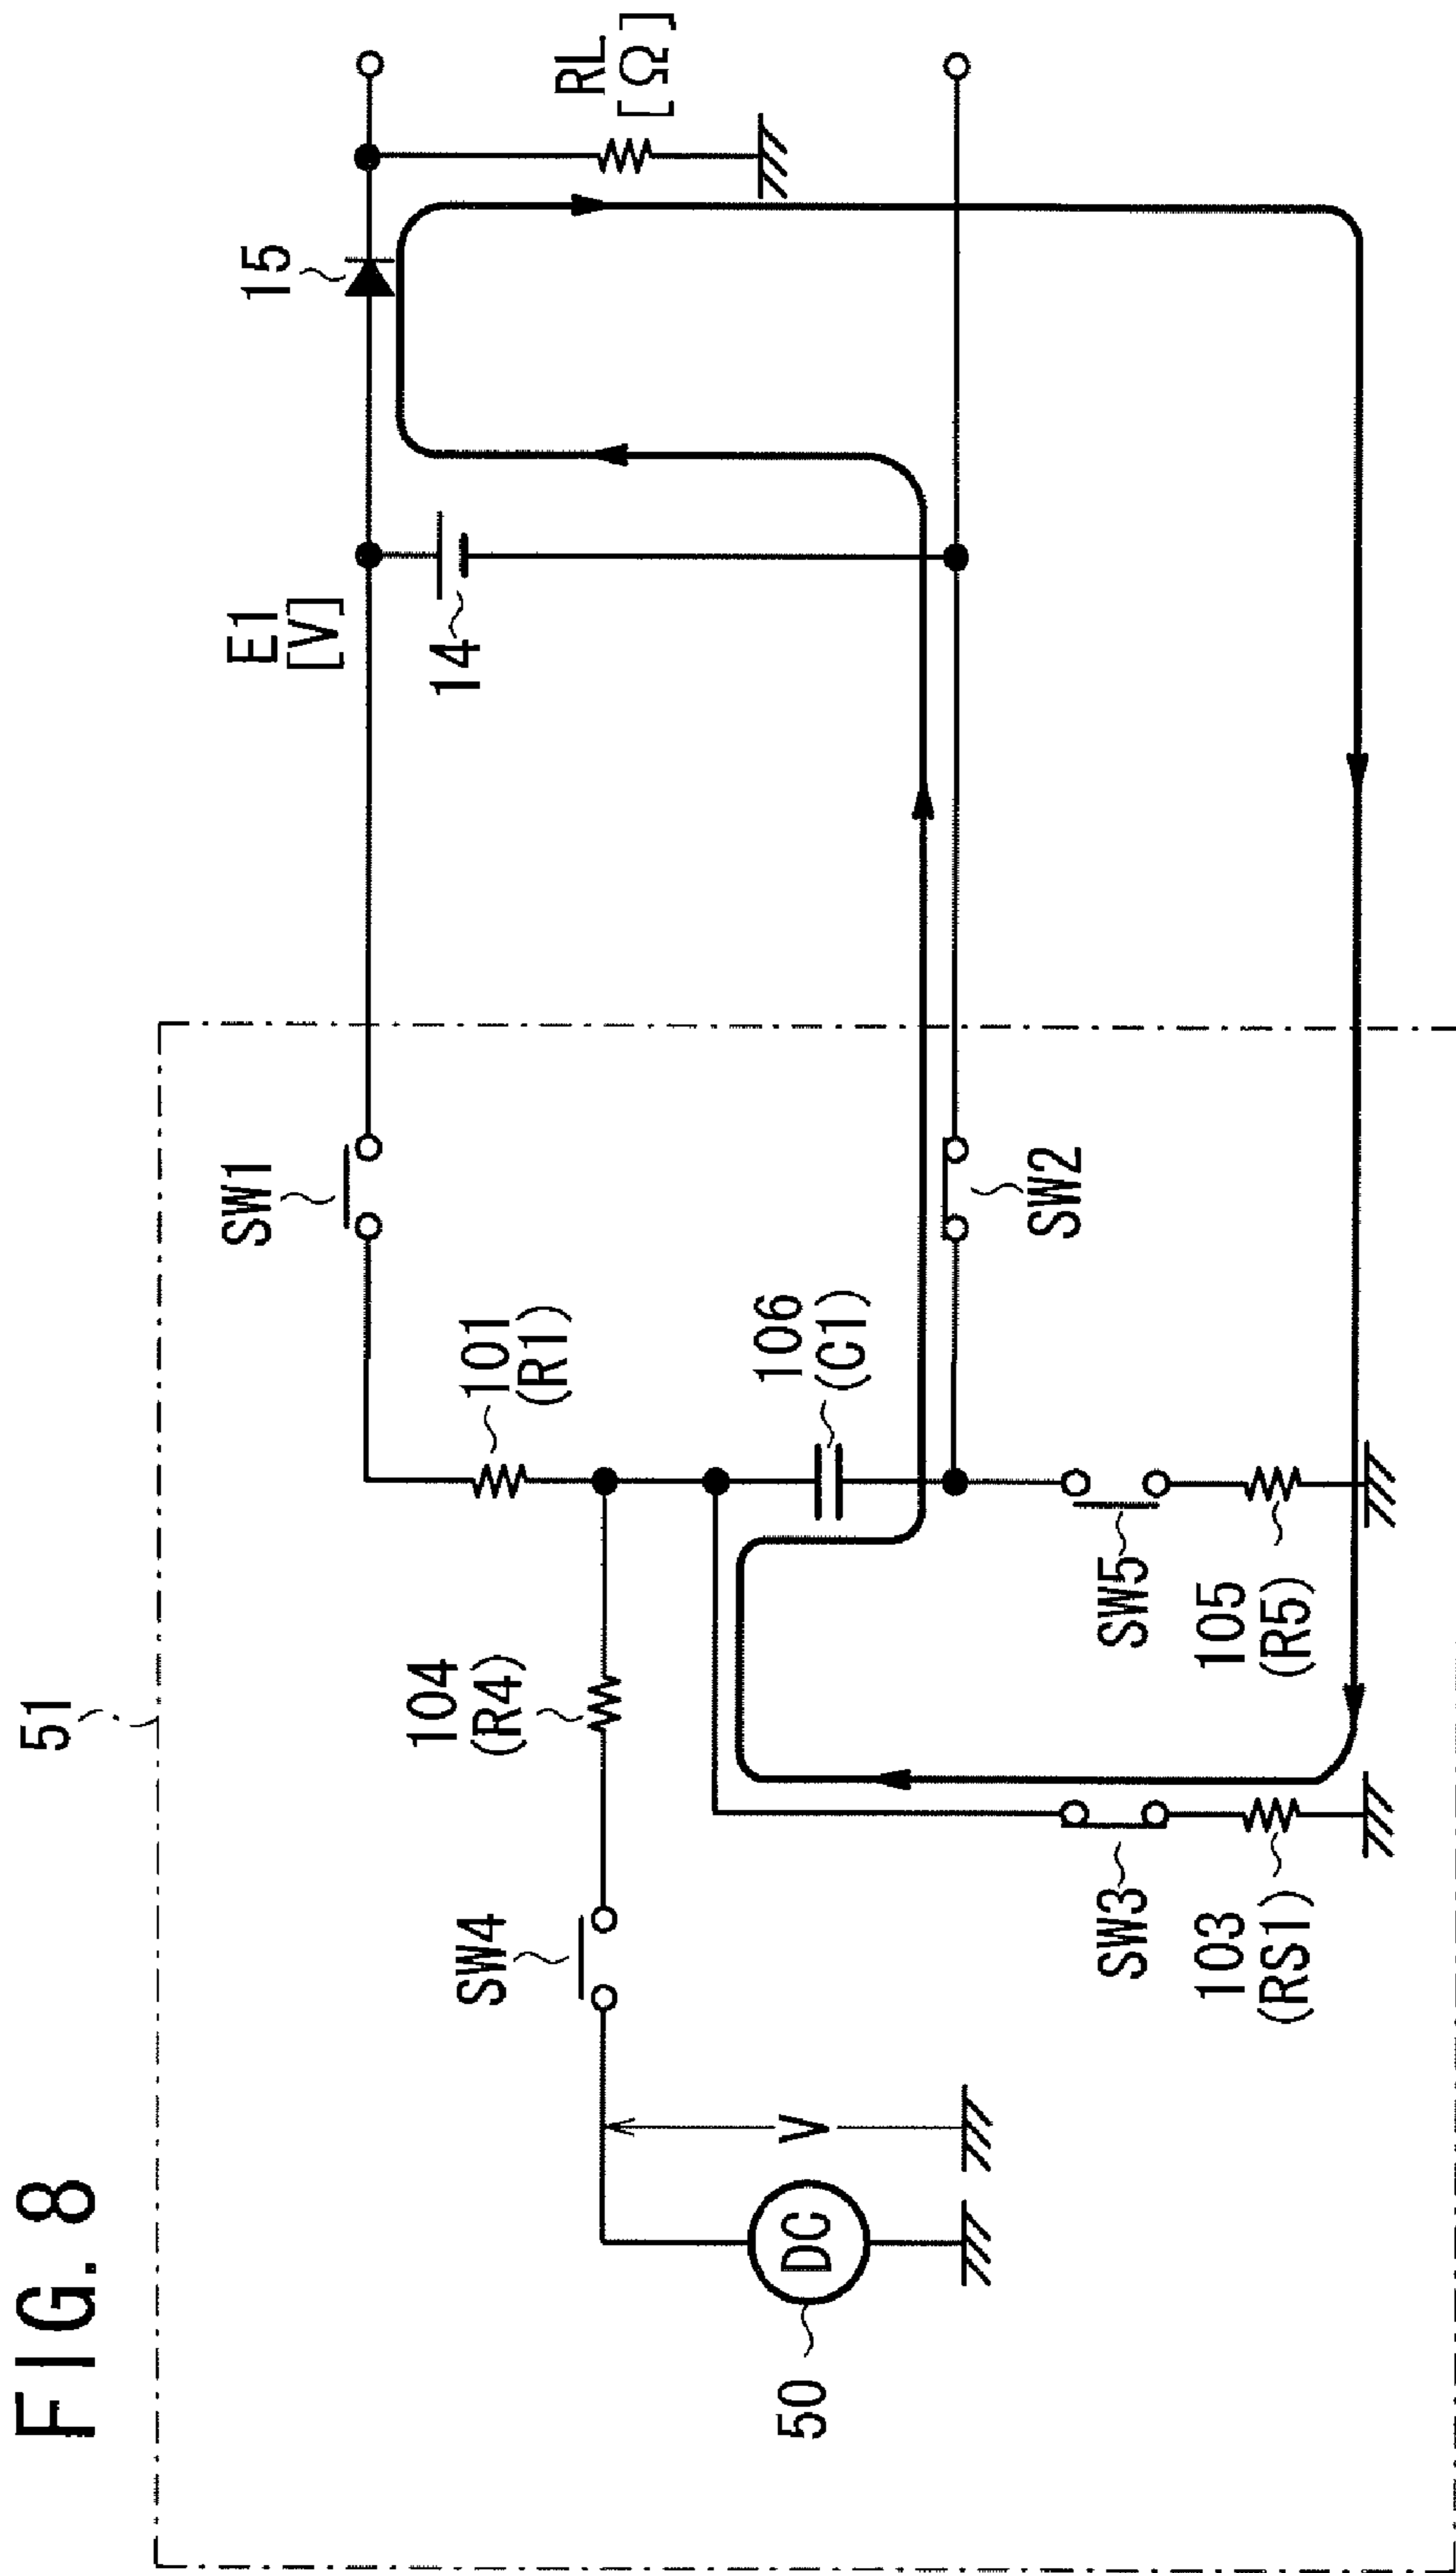 FIG. 8
51
SW4
104
(R4)
101
(R1)
SW1
E1
[V]
15
RL
[Ω]
14
106
(C1)
SW2
V
DC
50
SW3
103
(RS1)
SW5
105
(R5)